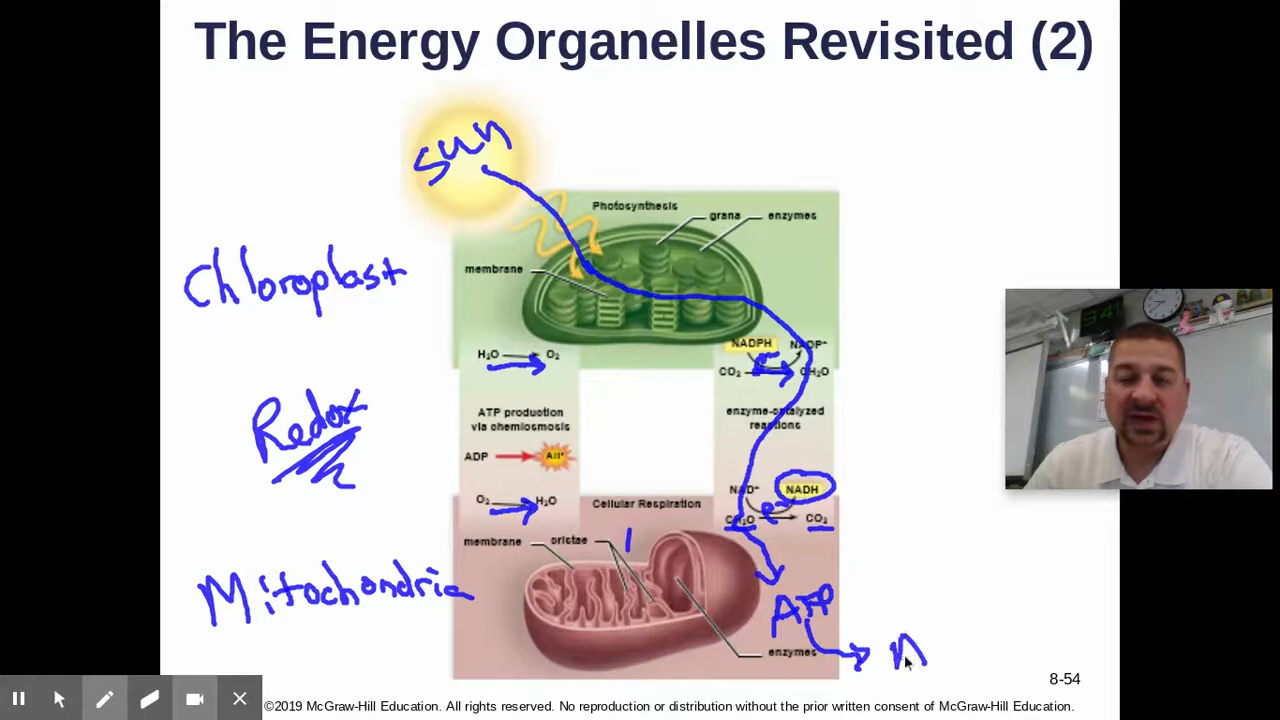 The Energy Organelles Revisited (2)
sun
Photosynthesis
grana
enzymes
membrane
Chloroplast
NADPH
NADP⁺
H₂O
O₂
CO₂
CH₂O
ATP production
via chemiosmosis
enzyme-catalyzed
reactions
Redox
ADP
ATP
NAD⁺
NADH
O₂
H₂O
Cellular Respiration
CH₂O
CO₂
membrane
cristae
Mitochondria
ATP
enzymes
8-54
©2019 McGraw-Hill Education. All rights reserved. No reproduction or distribution without the prior written consent of McGraw-Hill Education.